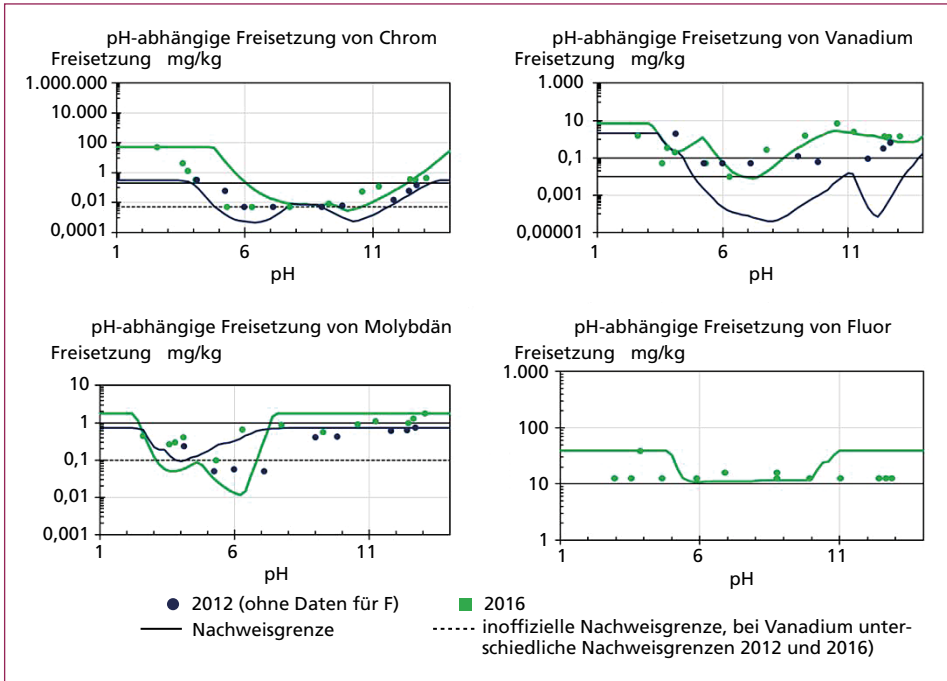 pH-abhängige Freisetzung von Chrom
Freisetzung mg/kg
1.000.000
10.000
100
1
0,01
0,0001
1 6 11
pH
pH-abhängige Freisetzung von Vanadium
Freisetzung mg/kg
1.000
10
0,10
0,001
0,00001
1 6 11
pH
pH-abhängige Freisetzung von Molybdän
Freisetzung mg/kg
10
1
0,1
0,01
0,001
1 6 11
pH
pH-abhängige Freisetzung von Fluor
Freisetzung mg/kg
1.000
100
10
1
1 6 11
pH
2012 (ohne Daten für F)
2016
Nachweisgrenze
inoffizielle Nachweisgrenze, bei Vanadium unter-
schiedliche Nachweisgrenzen 2012 und 2016)